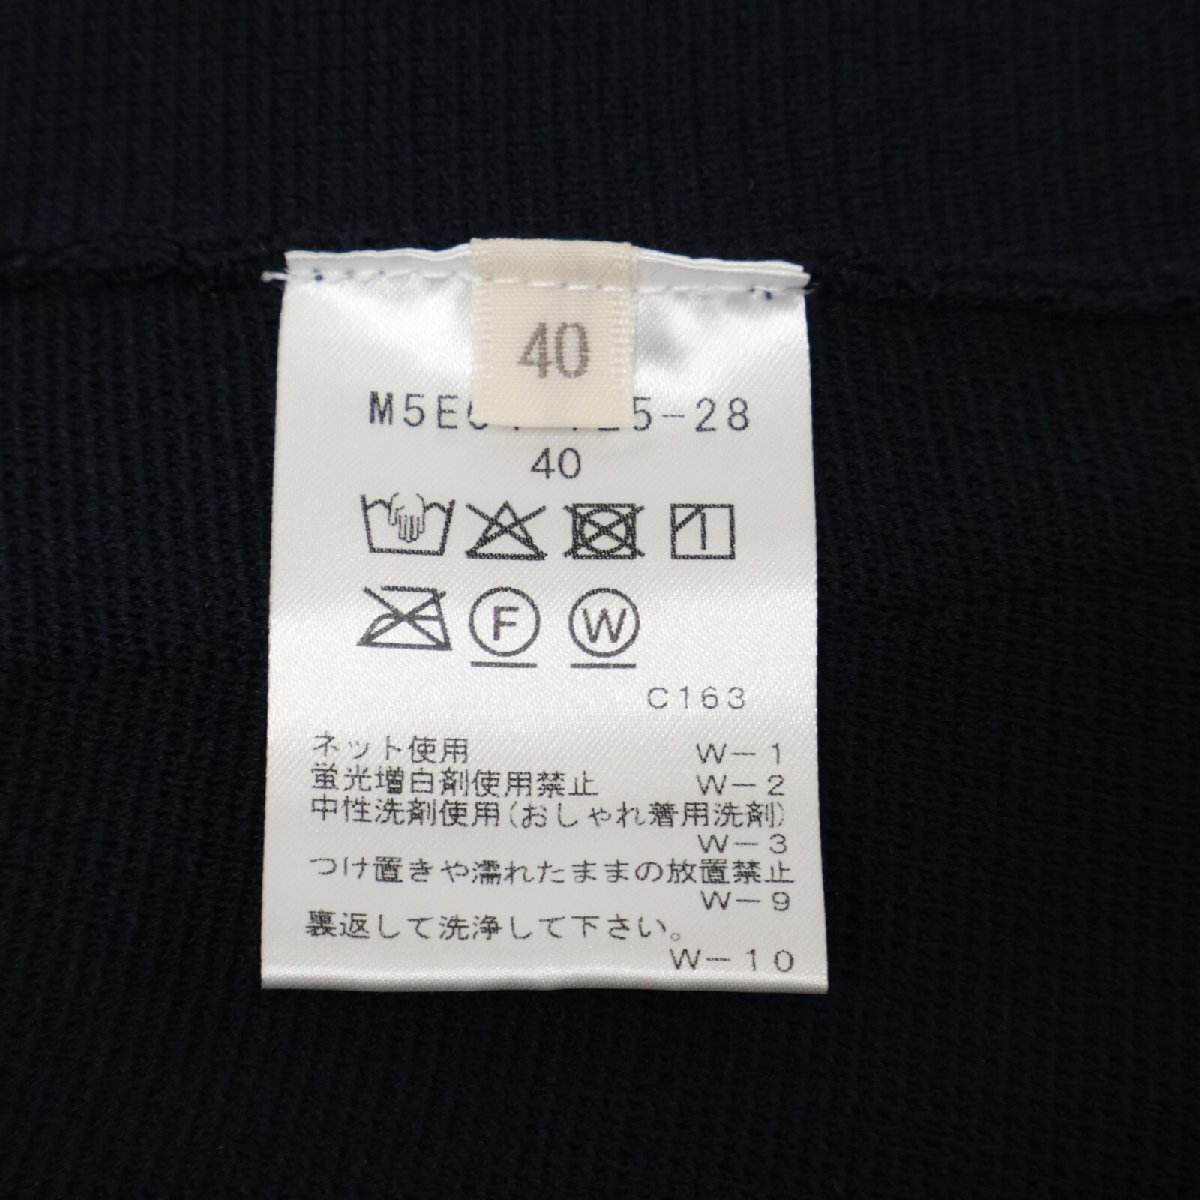 40
5-28
40
F W
C163
ネット使用 W-1
蛍光増白剤使用禁止 W-2
中性洗剤使用(おしゃれ着用洗剤)
W-3
つけ置きや濡れたままの放置禁止
W-9
裏返して洗浄して下さい。
W-10